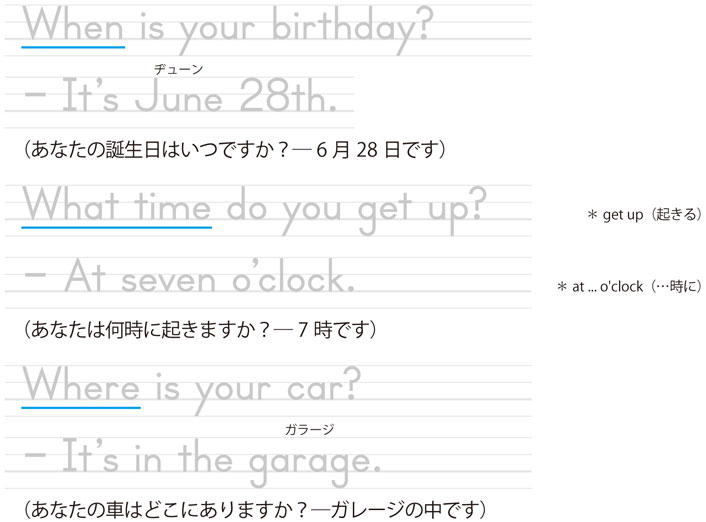 When is your birthday?
ヂューン
– It's June 28th.
（あなたの誕生日はいつですか？─ 6 月 28 日です）
What time do you get up?
＊ get up（起きる）
– At seven o'clock.
＊ at ... o'clock（…時に）
（あなたは何時に起きますか？─ 7 時です）
Where is your car?
ガラージ
– It's in the garage.
（あなたの車はどこにありますか？─ガレージの中です）